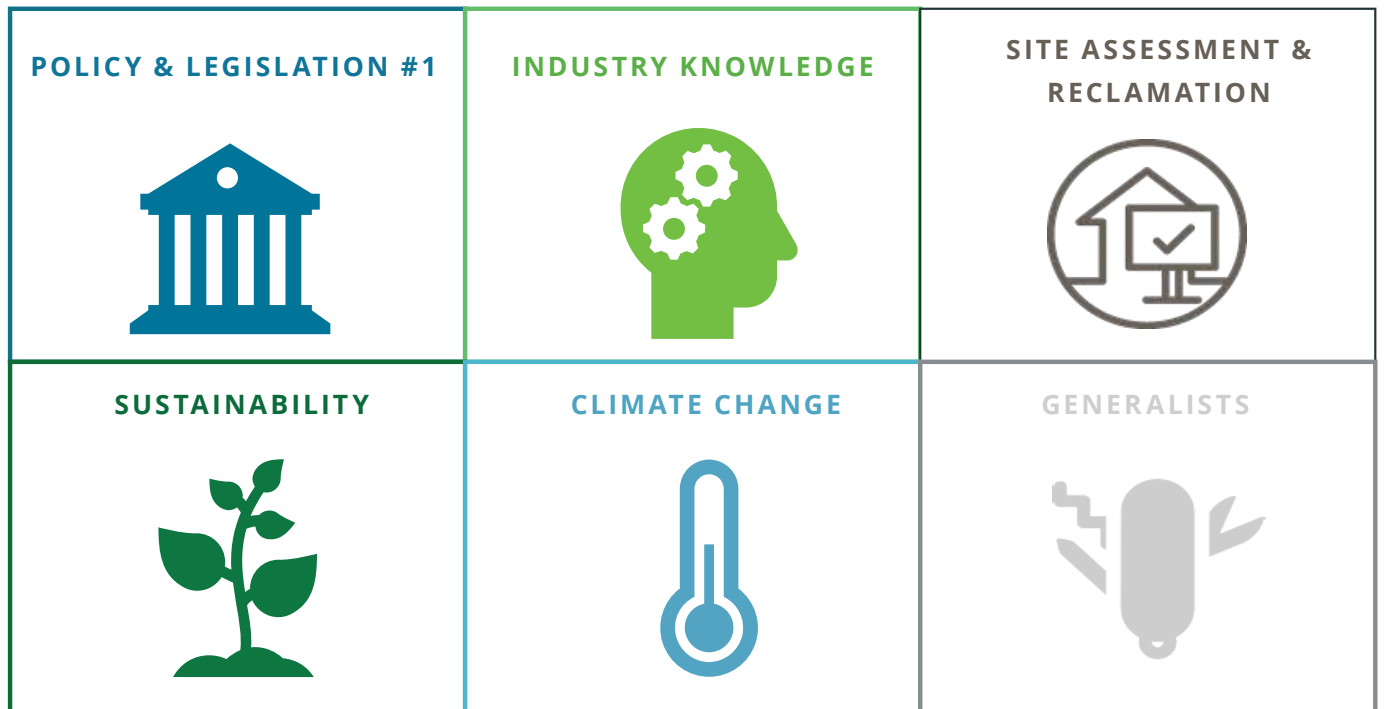 POLICY & LEGISLATION #1
INDUSTRY KNOWLEDGE
SITE ASSESSMENT &
RECLAMATION
SUSTAINABILITY
CLIMATE CHANGE
GENERALISTS